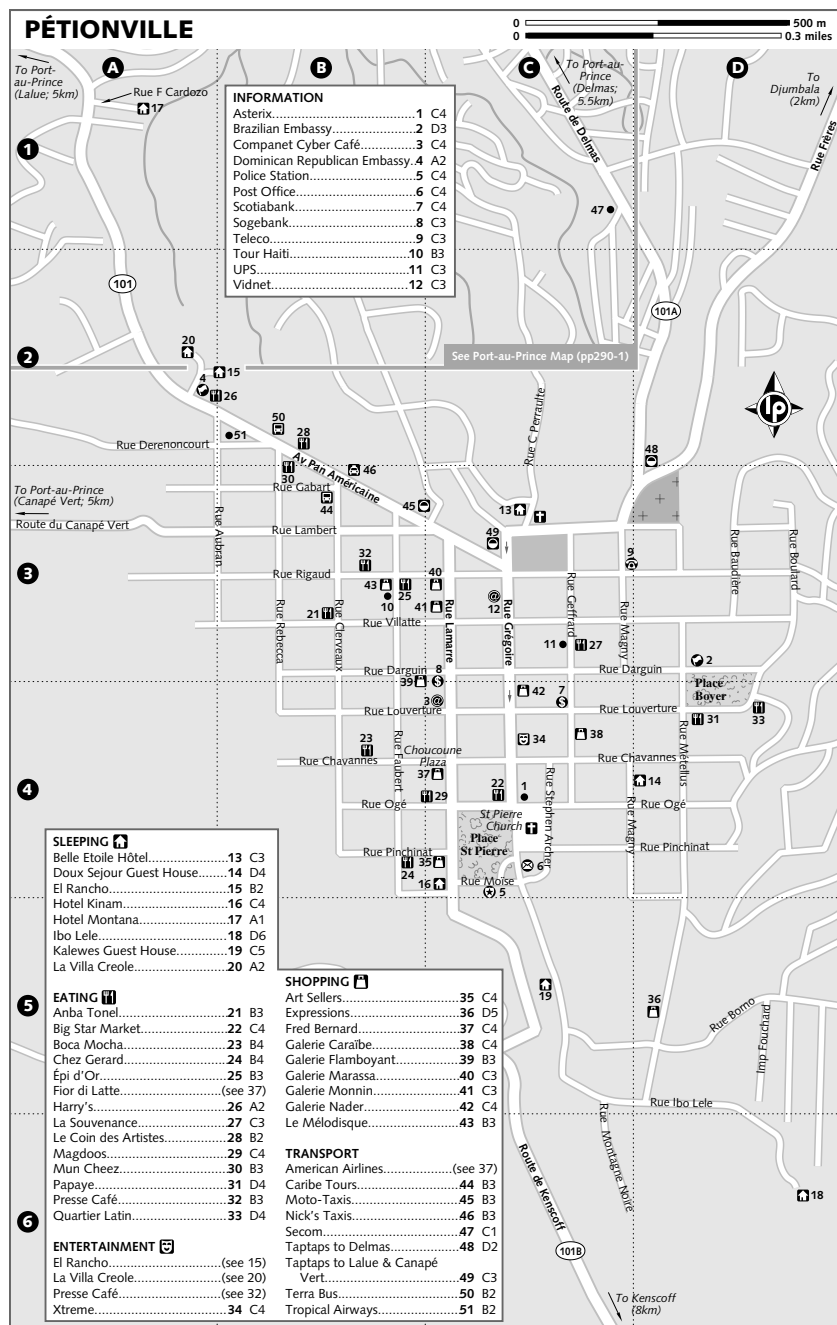 PÉTIONVILLE
0 500 m
0 0.3 miles
A
B
C
D
To Port-
au-Prince
(Lalue; 5km)
Rue F Cardozo
17
To Port-au-
Prince
(Delmas;
5.5km)
To
Djumbala
(2km)
Route de Delmas
Rue Frères
1
INFORMATION
Asterix 1 C4
Brazilian Embassy 2 D3
Companet Cyber Café 3 C4
Dominican Republican Embassy 4 A2
Police Station 5 C4
Post Office 6 C4
Scotiabank 7 C4
Sogebank 8 C3
Teleco 9 C3
Tour Haiti 10 B3
UPS 11 C3
Vidnet 12 C3
47
101
101A
2
20
15
4
26
See Port-au-Prince Map (pp290-1)
lp
50
28
51
Rue Derenoncourt
Av Pan Américaine
Rue C Perraulte
48
30
46
Rue Gabart
44
45
13
To Port-au-Prince
(Canapé Vert; 5km)
Route du Canapé Vert
Rue Aubran
Rue Lambert
49
3
32
Rue Rigaud
43
10
25
40
41
12
9
Rue Baudière
Rue Boulard
Rue Rebecca
21
Rue Clerveaux
Rue Villatte
Rue Lamarre
Rue Grégoire
Rue Geffrard
Rue Magny
11
27
2
Rue Darguin
8
39
Rue Darguin
Place
Boyer
3
Rue Louverture
42
7
Rue Louverture
31
33
23
Choucoune
Plaza
34
38
Rue Chavannes
Rue Faubert
37
Rue Chavannes
Rue Métellus
4
29
22
1
14
Rue Ogé
Rue Ogé
Rue Stephen Archer
Rue Magny
St Pierre
Church
Place
St Pierre
Rue Pinchinat
Rue Pinchinat
24
35
6
16
Rue Moïse
5
SLEEPING
Belle Etoile Hôtel 13 C3
Doux Sejour Guest House 14 D4
El Rancho 15 B2
Hotel Kinam 16 C4
Hotel Montana 17 A1
Ibo Lele 18 D6
Kalewes Guest House 19 C5
La Villa Creole 20 A2
5
EATING
Anba Tonel 21 B3
Big Star Market 22 C4
Boca Mocha 23 B4
Chez Gerard 24 B4
Épi d'Or 25 B3
Fior di Latte (see 37)
Harry's 26 A2
La Souvenance 27 C3
Le Coin des Artistes 28 B2
Magdoos 29 C4
Mun Cheez 30 B3
Papaye 31 D4
Presse Café 32 B3
Quartier Latin 33 D4
6
ENTERTAINMENT
El Rancho (see 15)
La Villa Creole (see 20)
Presse Café (see 32)
Xtreme 34 C4
SHOPPING
Art Sellers 35 C4
Expressions 36 D5
Fred Bernard 37 C4
Galerie Caraïbe 38 C4
Galerie Flamboyant 39 B3
Galerie Marassa 40 C3
Galerie Monnin 41 C3
Galerie Nader 42 C4
Le Mélodisque 43 B3
TRANSPORT
American Airlines (see 37)
Caribe Tours 44 B3
Moto-Taxis 45 B3
Nick's Taxis 46 B3
Secom 47 C1
Taptaps to Delmas 48 D2
Taptaps to Lalue & Canapé
Vert 49 C3
Terra Bus 50 B2
Tropical Airways 51 B2
19
36
Rue Borno
Imp Fouchard
Rue Ibo Lele
Rue Montagne Noire
Route de Kenscoff
18
101B
To Kenscoff
(8km)